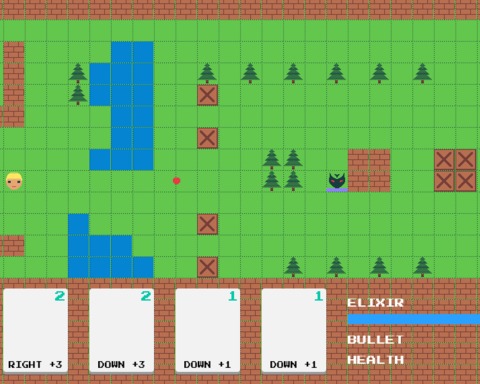 2
2
1
1
RIGHT +3
DOWN +3
DOWN +1
DOWN +1
ELIXIR
BULLET
HEALTH